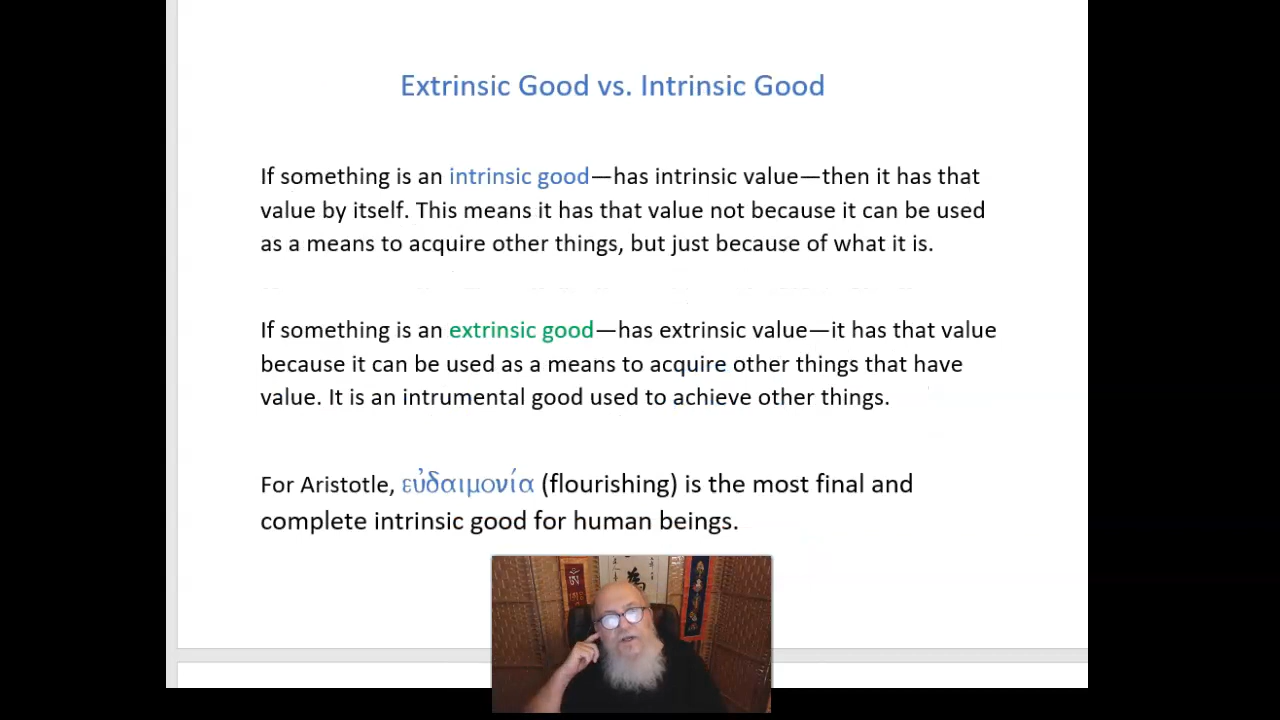 Extrinsic Good vs. Intrinsic Good
If something is an intrinsic good—has intrinsic value—then it has that
value by itself. This means it has that value not because it can be used
as a means to acquire other things, but just because of what it is.
If something is an extrinsic good—has extrinsic value—it has that value
because it can be used as a means to acquire other things that have
value. It is an intrumental good used to achieve other things.
For Aristotle, εὐδαιμονία (flourishing) is the most final and
complete intrinsic good for human beings.